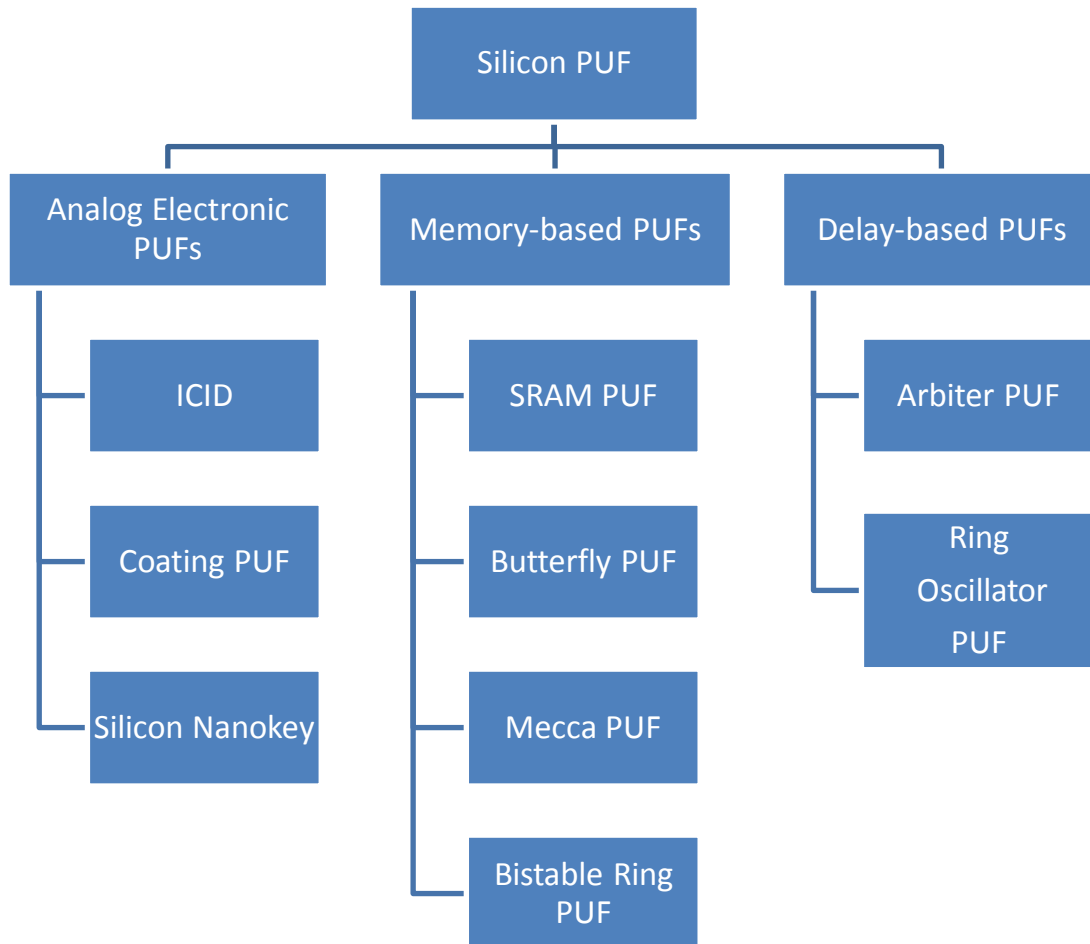 Silicon PUF
Analog Electronic
PUFs
Memory-based PUFs
Delay-based PUFs
ICID
SRAM PUF
Arbiter PUF
Coating PUF
Butterfly PUF
Ring
Oscillator
PUF
Silicon Nanokey
Mecca PUF
Bistable Ring
PUF